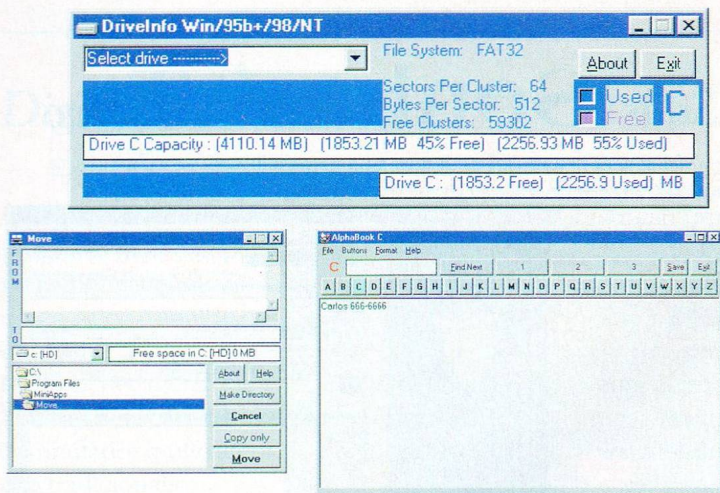 DriveInfo Win/95b+/98/NT
Select drive ---------->
File System: FAT32
About Exit
Sectors Per Cluster: 64
Bytes Per Sector: 512
Free Clusters: 59302
Used
Free
C
Drive C Capacity : (4110.14 MB) (1853.21 MB 45% Free) (2256.93 MB 55% Used)
Drive C : (1853.2 Free) (2256.9 Used) MB
Move
FROM
TO
c: [HD]
Free space in C: [HD] 0 MB
C:\
Program Files
MiniApps
Move
About Help
Make Directory
Cancel
Copy only
Move
AlphaBook C
File Buttons Format Help
C Find Next 1 2 3 Save Exit
A B C D E F G H I J K L M N O P Q R S T U V W X Y Z
Carlos 666-6666